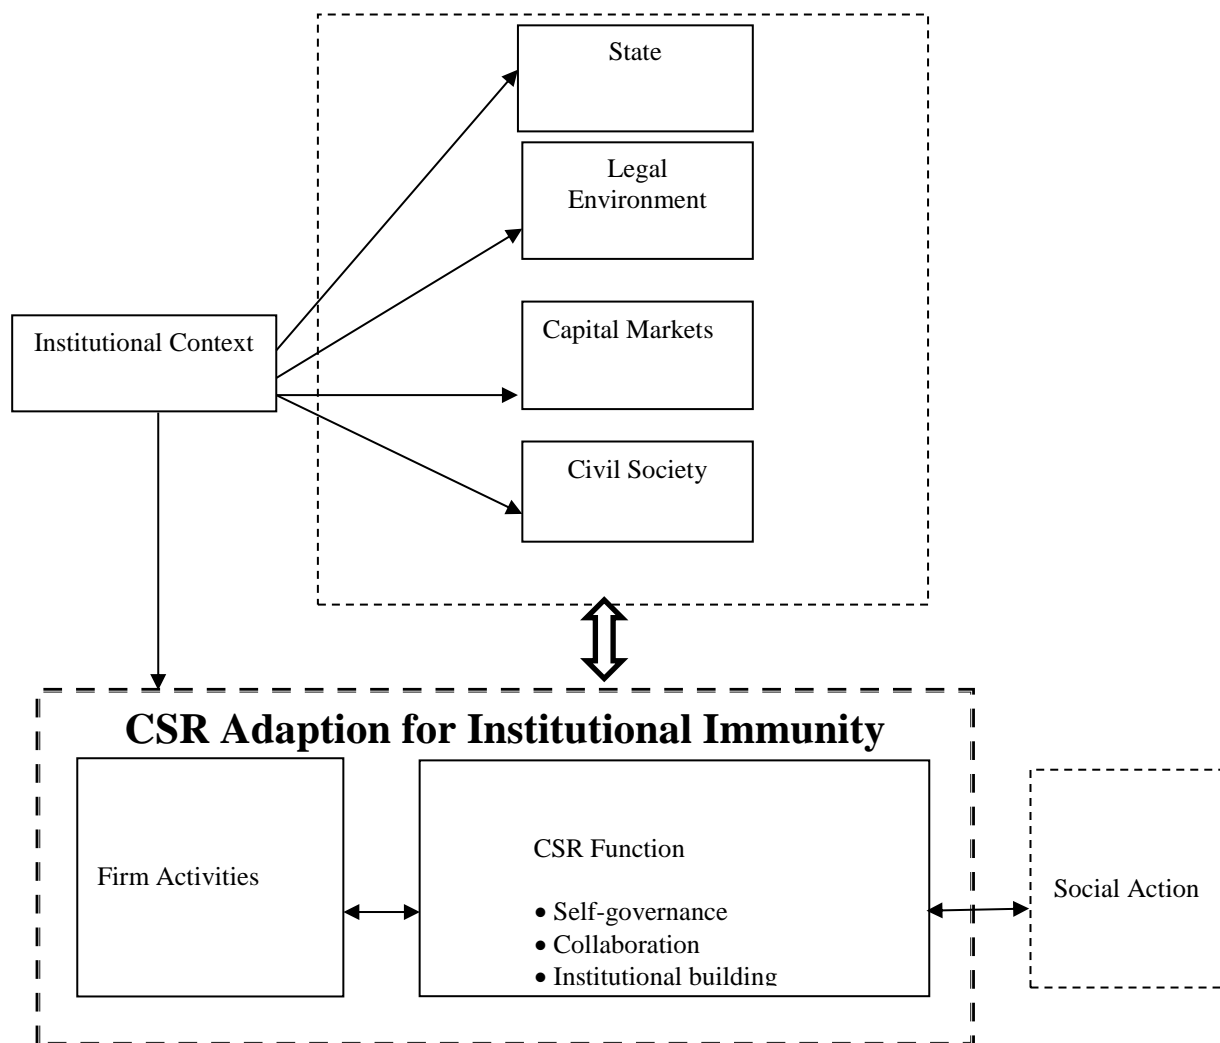 State
Legal
Environment
Institutional Context
Capital Markets
Civil Society
CSR Adaption for Institutional Immunity
Firm Activities
CSR Function
• Self-governance
• Collaboration
• Institutional building
Social Action